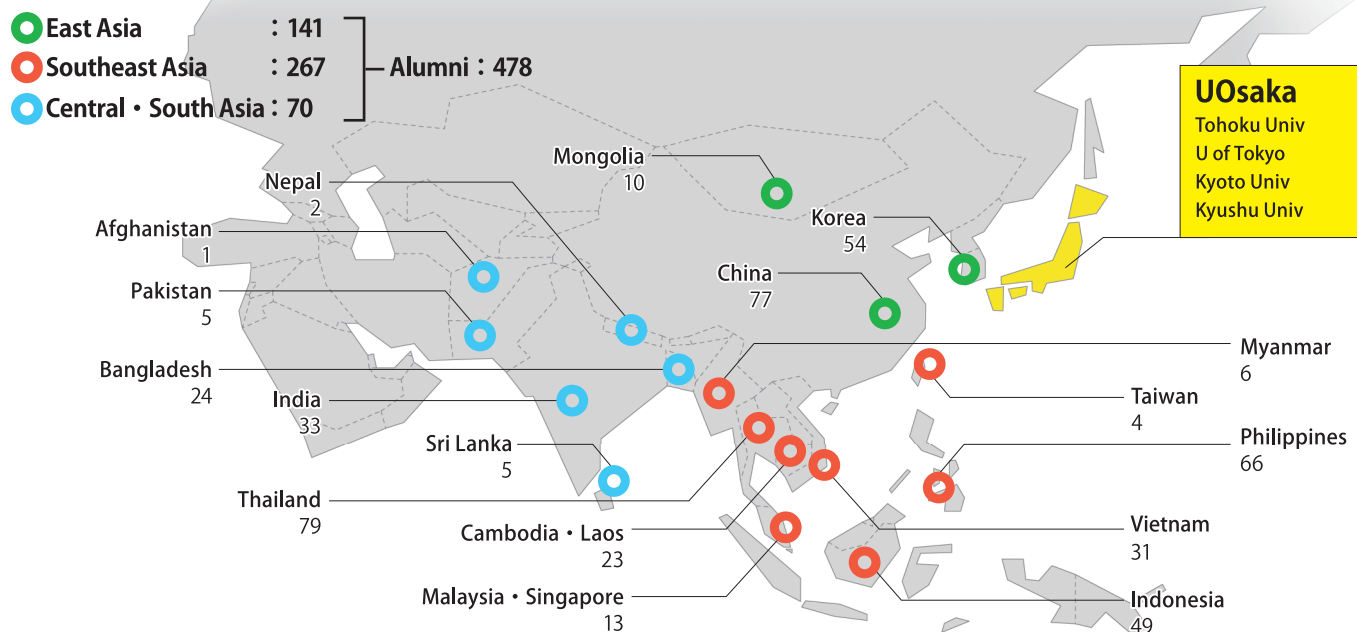 East Asia : 141
Southeast Asia : 267
Central・South Asia : 70
Alumni : 478
UOsaka
Tohoku Univ
U of Tokyo
Kyoto Univ
Kyushu Univ
Mongolia
10
Nepal
2
Korea
54
Afghanistan
1
China
77
Pakistan
5
Myanmar
6
Bangladesh
24
India
33
Taiwan
4
Sri Lanka
5
Philippines
66
Thailand
79
Cambodia・Laos
23
Vietnam
31
Malaysia・Singapore
13
Indonesia
49